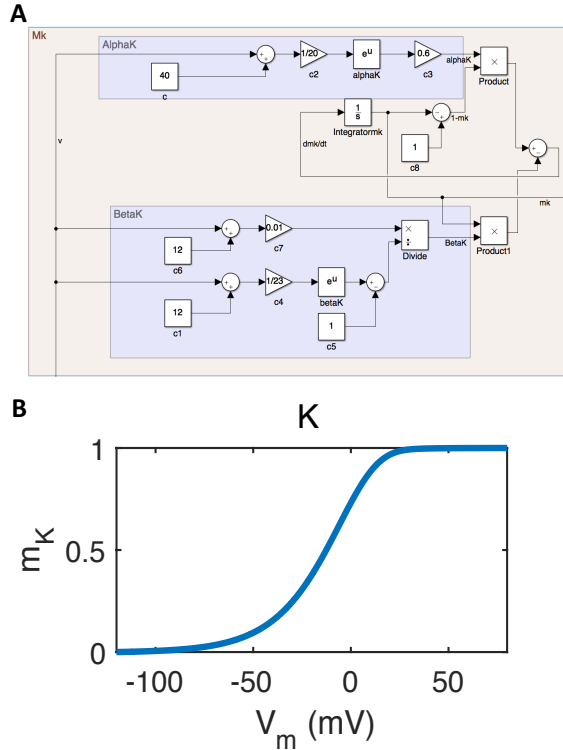 A
Mk
AlphaK
40
c
+
+
1/20
c2
e^u
alphaK
0.6
c3
alphaK
×
Product
1
s
Integratormk
dmk/dt
−
+
1-mk
1
c8
+
−
v
mk
BetaK
12
c6
+
+
0.01
c7
×
÷
Divide
BetaK
×
Product1
12
c1
+
+
1/23
c4
e^u
betaK
+
−
1
c5
B
K
1
0.5
0
m_K
-100
-50
0
50
V_m (mV)